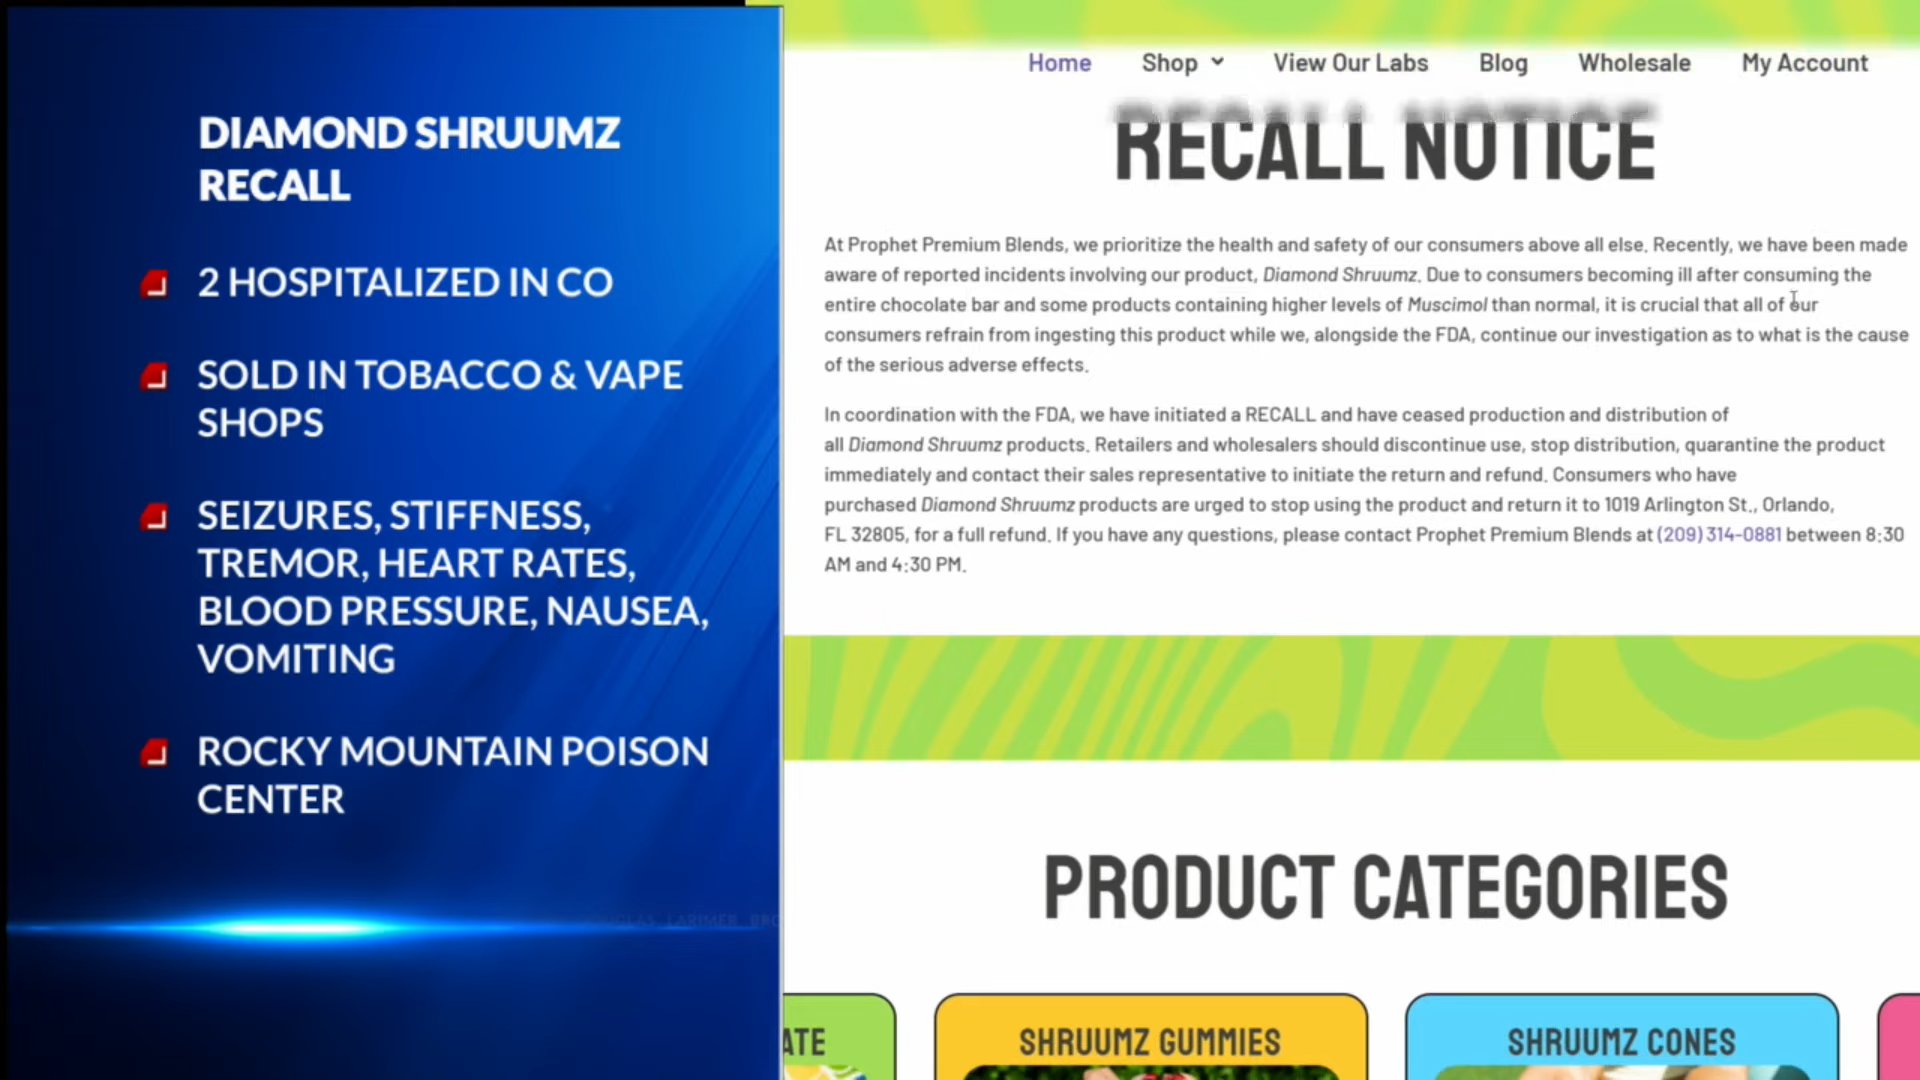 DIAMOND SHRUUMZ
RECALL
2 HOSPITALIZED IN CO
SOLD IN TOBACCO & VAPE
SHOPS
SEIZURES, STIFFNESS,
TREMOR, HEART RATES,
BLOOD PRESSURE, NAUSEA,
VOMITING
ROCKY MOUNTAIN POISON
CENTER
Home Shop View Our Labs Blog Wholesale My Account
RECALL NOTICE
At Prophet Premium Blends, we prioritize the health and safety of our consumers above all else. Recently, we have been made
aware of reported incidents involving our product, Diamond Shruumz. Due to consumers becoming ill after consuming the
entire chocolate bar and some products containing higher levels of Muscimol than normal, it is crucial that all of our
consumers refrain from ingesting this product while we, alongside the FDA, continue our investigation as to what is the cause
of the serious adverse effects.
In coordination with the FDA, we have initiated a RECALL and have ceased production and distribution of
all Diamond Shruumz products. Retailers and wholesalers should discontinue use, stop distribution, quarantine the product
immediately and contact their sales representative to initiate the return and refund. Consumers who have
purchased Diamond Shruumz products are urged to stop using the product and return it to 1019 Arlington St., Orlando,
FL 32805, for a full refund. If you have any questions, please contact Prophet Premium Blends at (209) 314-0881 between 8:30
AM and 4:30 PM.
PRODUCT CATEGORIES
ATE
SHRUUMZ GUMMIES
SHRUUMZ CONES